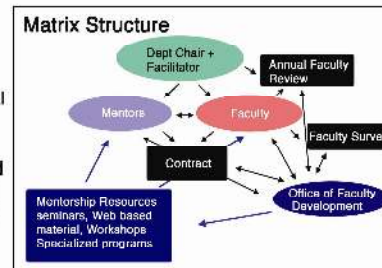 Matrix Structure
Dept Chair +
Facilitator
Annual Faculty
Review
Mentors
Faculty
Faculty Surve
Contract
Mentorship Resources
seminars, Web based
material, Workshops
Specialized programs
Office of Faculty
Development